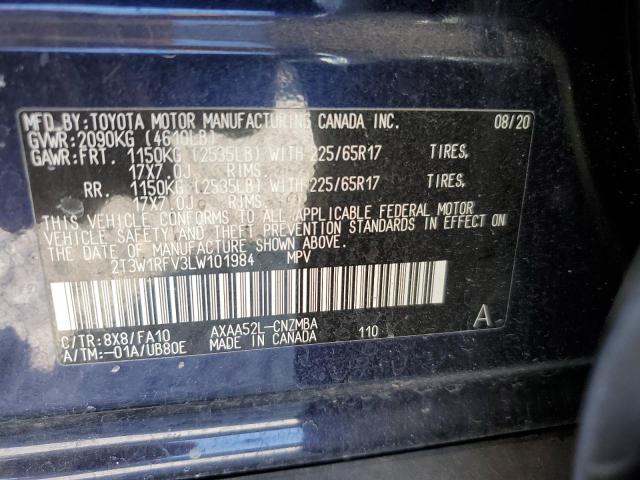 MFD.BY:TOYOTA MOTOR MANUFACTURING CANADA INC. 08/20
GVWR:2090KG (4610LB)
GAWR:FRT. 1150KG (2535LB) WITH 225/65R17 TIRES,
17X7.0J RIMS,
RR. 1150KG (2535LB) WITH 225/65R17 TIRES,
17X7.0J RIMS,
THIS VEHICLE CONFORMS TO ALL APPLICABLE FEDERAL MOTOR
VEHICLE SAFETY AND THEFT PREVENTION STANDARDS IN EFFECT ON
THE DATE OF MANUFACTURE SHOWN ABOVE.
2T3W1RFV3LW101984 MPV
C/TR:8X8/FA10 AXAA52L-CNZMBA 110 A
A/TM:-01A/UB80E MADE IN CANADA